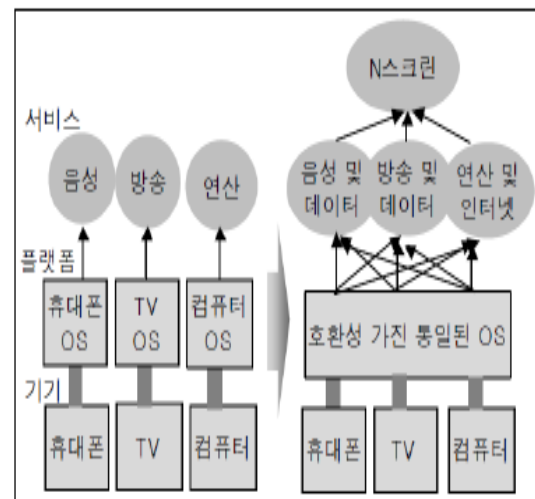 N스크린
서비스
음성
방송
연산
음성 및
데이터
방송 및
데이터
연산 및
인터넷
플랫폼
휴대폰
OS
TV
OS
컴퓨터
OS
호환성 가진 통일된 OS
기기
휴대폰
TV
컴퓨터
휴대폰
TV
컴퓨터